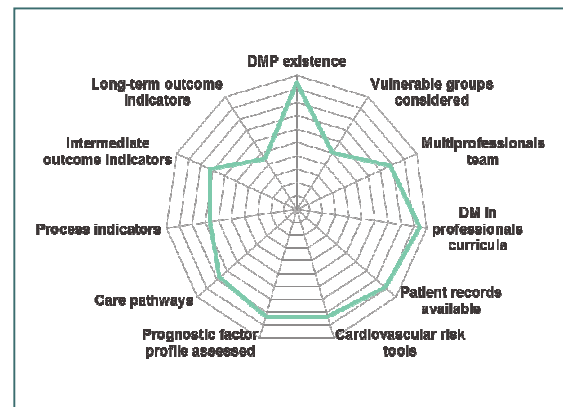 DMP existence
Vulnerable groups
considered
Multiprofessionals
team
DM in
professionals
curricula
Patient records
available
Cardiovascular risk
tools
Prognostic factor
profile assessed
Care pathways
Process indicators
Intermediate
outcome indicators
Long-term outcome
indicators